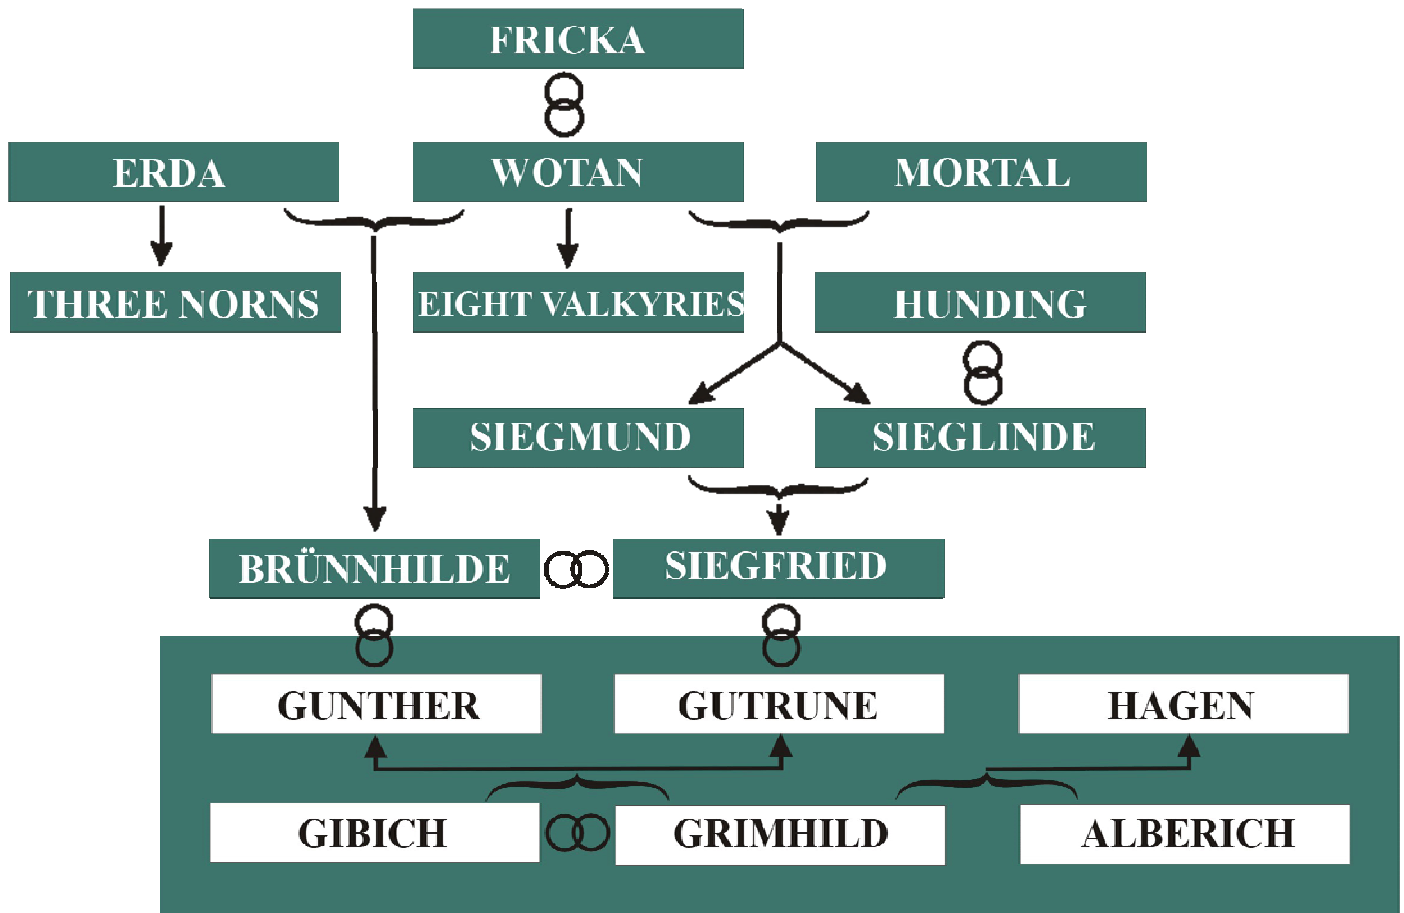 FRICKA
ERDA
WOTAN
MORTAL
THREE NORNS
EIGHT VALKYRIES
HUNDING
SIEGMUND
SIEGLINDE
BRÜNNHILDE
SIEGFRIED
GUNTHER
GUTRUNE
HAGEN
GIBICH
GRIMHILD
ALBERICH